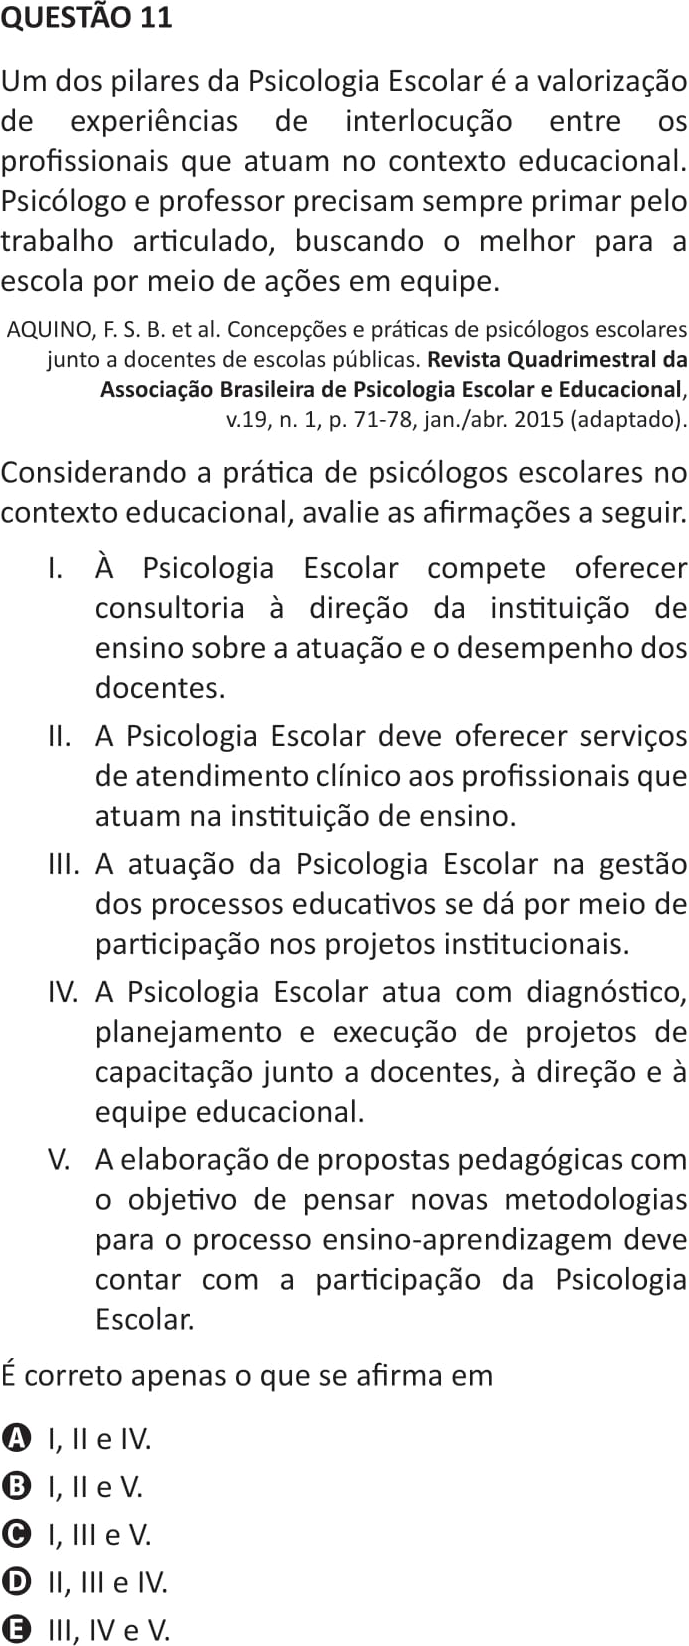 QUESTÃO 11
Um dos pilares da Psicologia Escolar é a valorização
de experiências de interlocução entre os
profissionais que atuam no contexto educacional.
Psicólogo e professor precisam sempre primar pelo
trabalho articulado, buscando o melhor para a
escola por meio de ações em equipe.
AQUINO, F. S. B. et al. Concepções e práticas de psicólogos escolares
junto a docentes de escolas públicas. Revista Quadrimestral da
Associação Brasileira de Psicologia Escolar e Educacional,
v.19, n. 1, p. 71-78, jan./abr. 2015 (adaptado).
Considerando a prática de psicólogos escolares no
contexto educacional, avalie as afirmações a seguir.
I. À Psicologia Escolar compete oferecer
consultoria à direção da instituição de
ensino sobre a atuação e o desempenho dos
docentes.
II. A Psicologia Escolar deve oferecer serviços
de atendimento clínico aos profissionais que
atuam na instituição de ensino.
III. A atuação da Psicologia Escolar na gestão
dos processos educativos se dá por meio de
participação nos projetos institucionais.
IV. A Psicologia Escolar atua com diagnóstico,
planejamento e execução de projetos de
capacitação junto a docentes, à direção e à
equipe educacional.
V. A elaboração de propostas pedagógicas com
o objetivo de pensar novas metodologias
para o processo ensino-aprendizagem deve
contar com a participação da Psicologia
Escolar.
É correto apenas o que se afirma em
A I, II e IV.
B I, II e V.
C I, III e V.
D II, III e IV.
E III, IV e V.